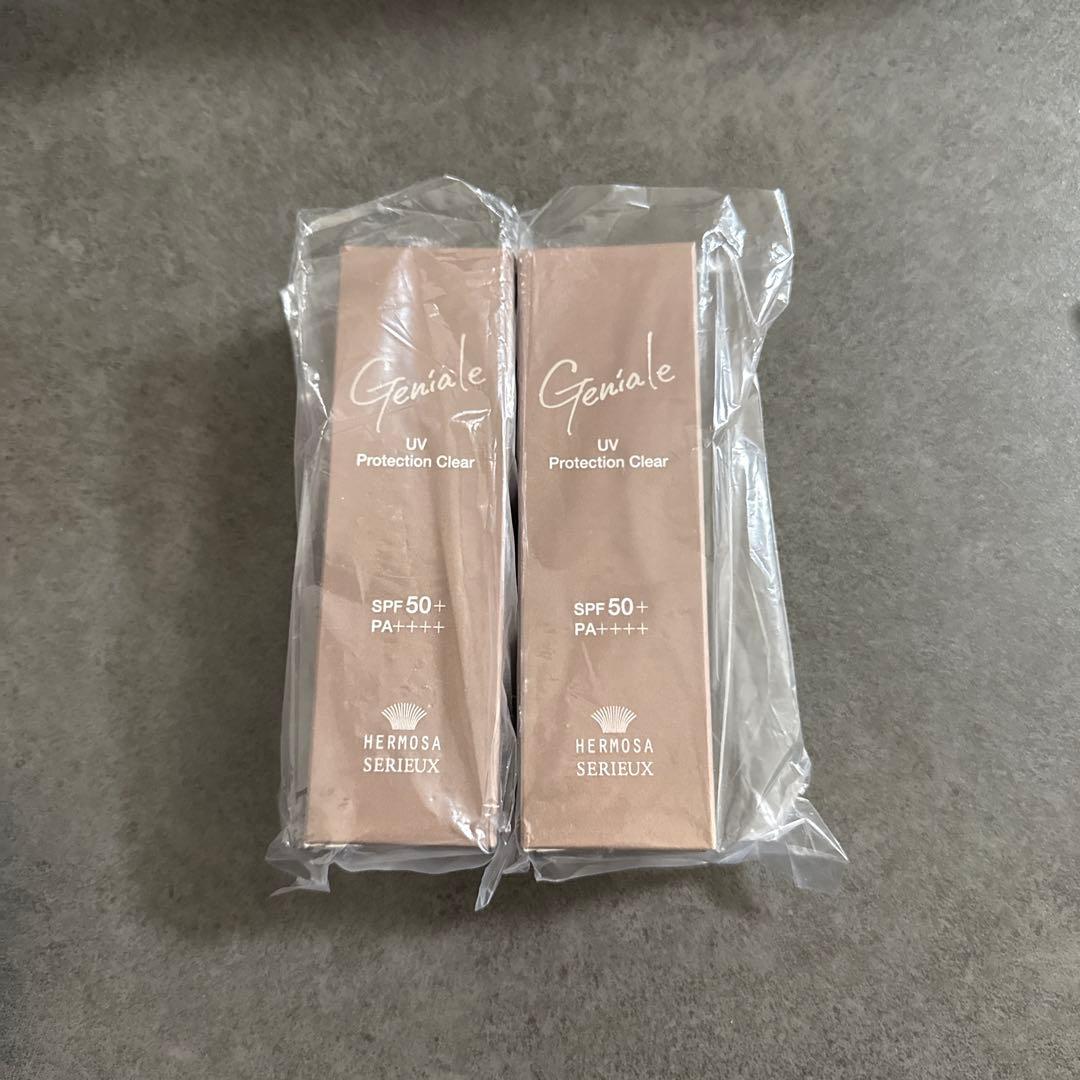 Geniale
UV
Protection Clear
SPF 50+
PA++++
HERMOSA
SERIEUX
Geniale
UV
Protection Clear
SPF 50+
PA++++
HERMOSA
SERIEUX